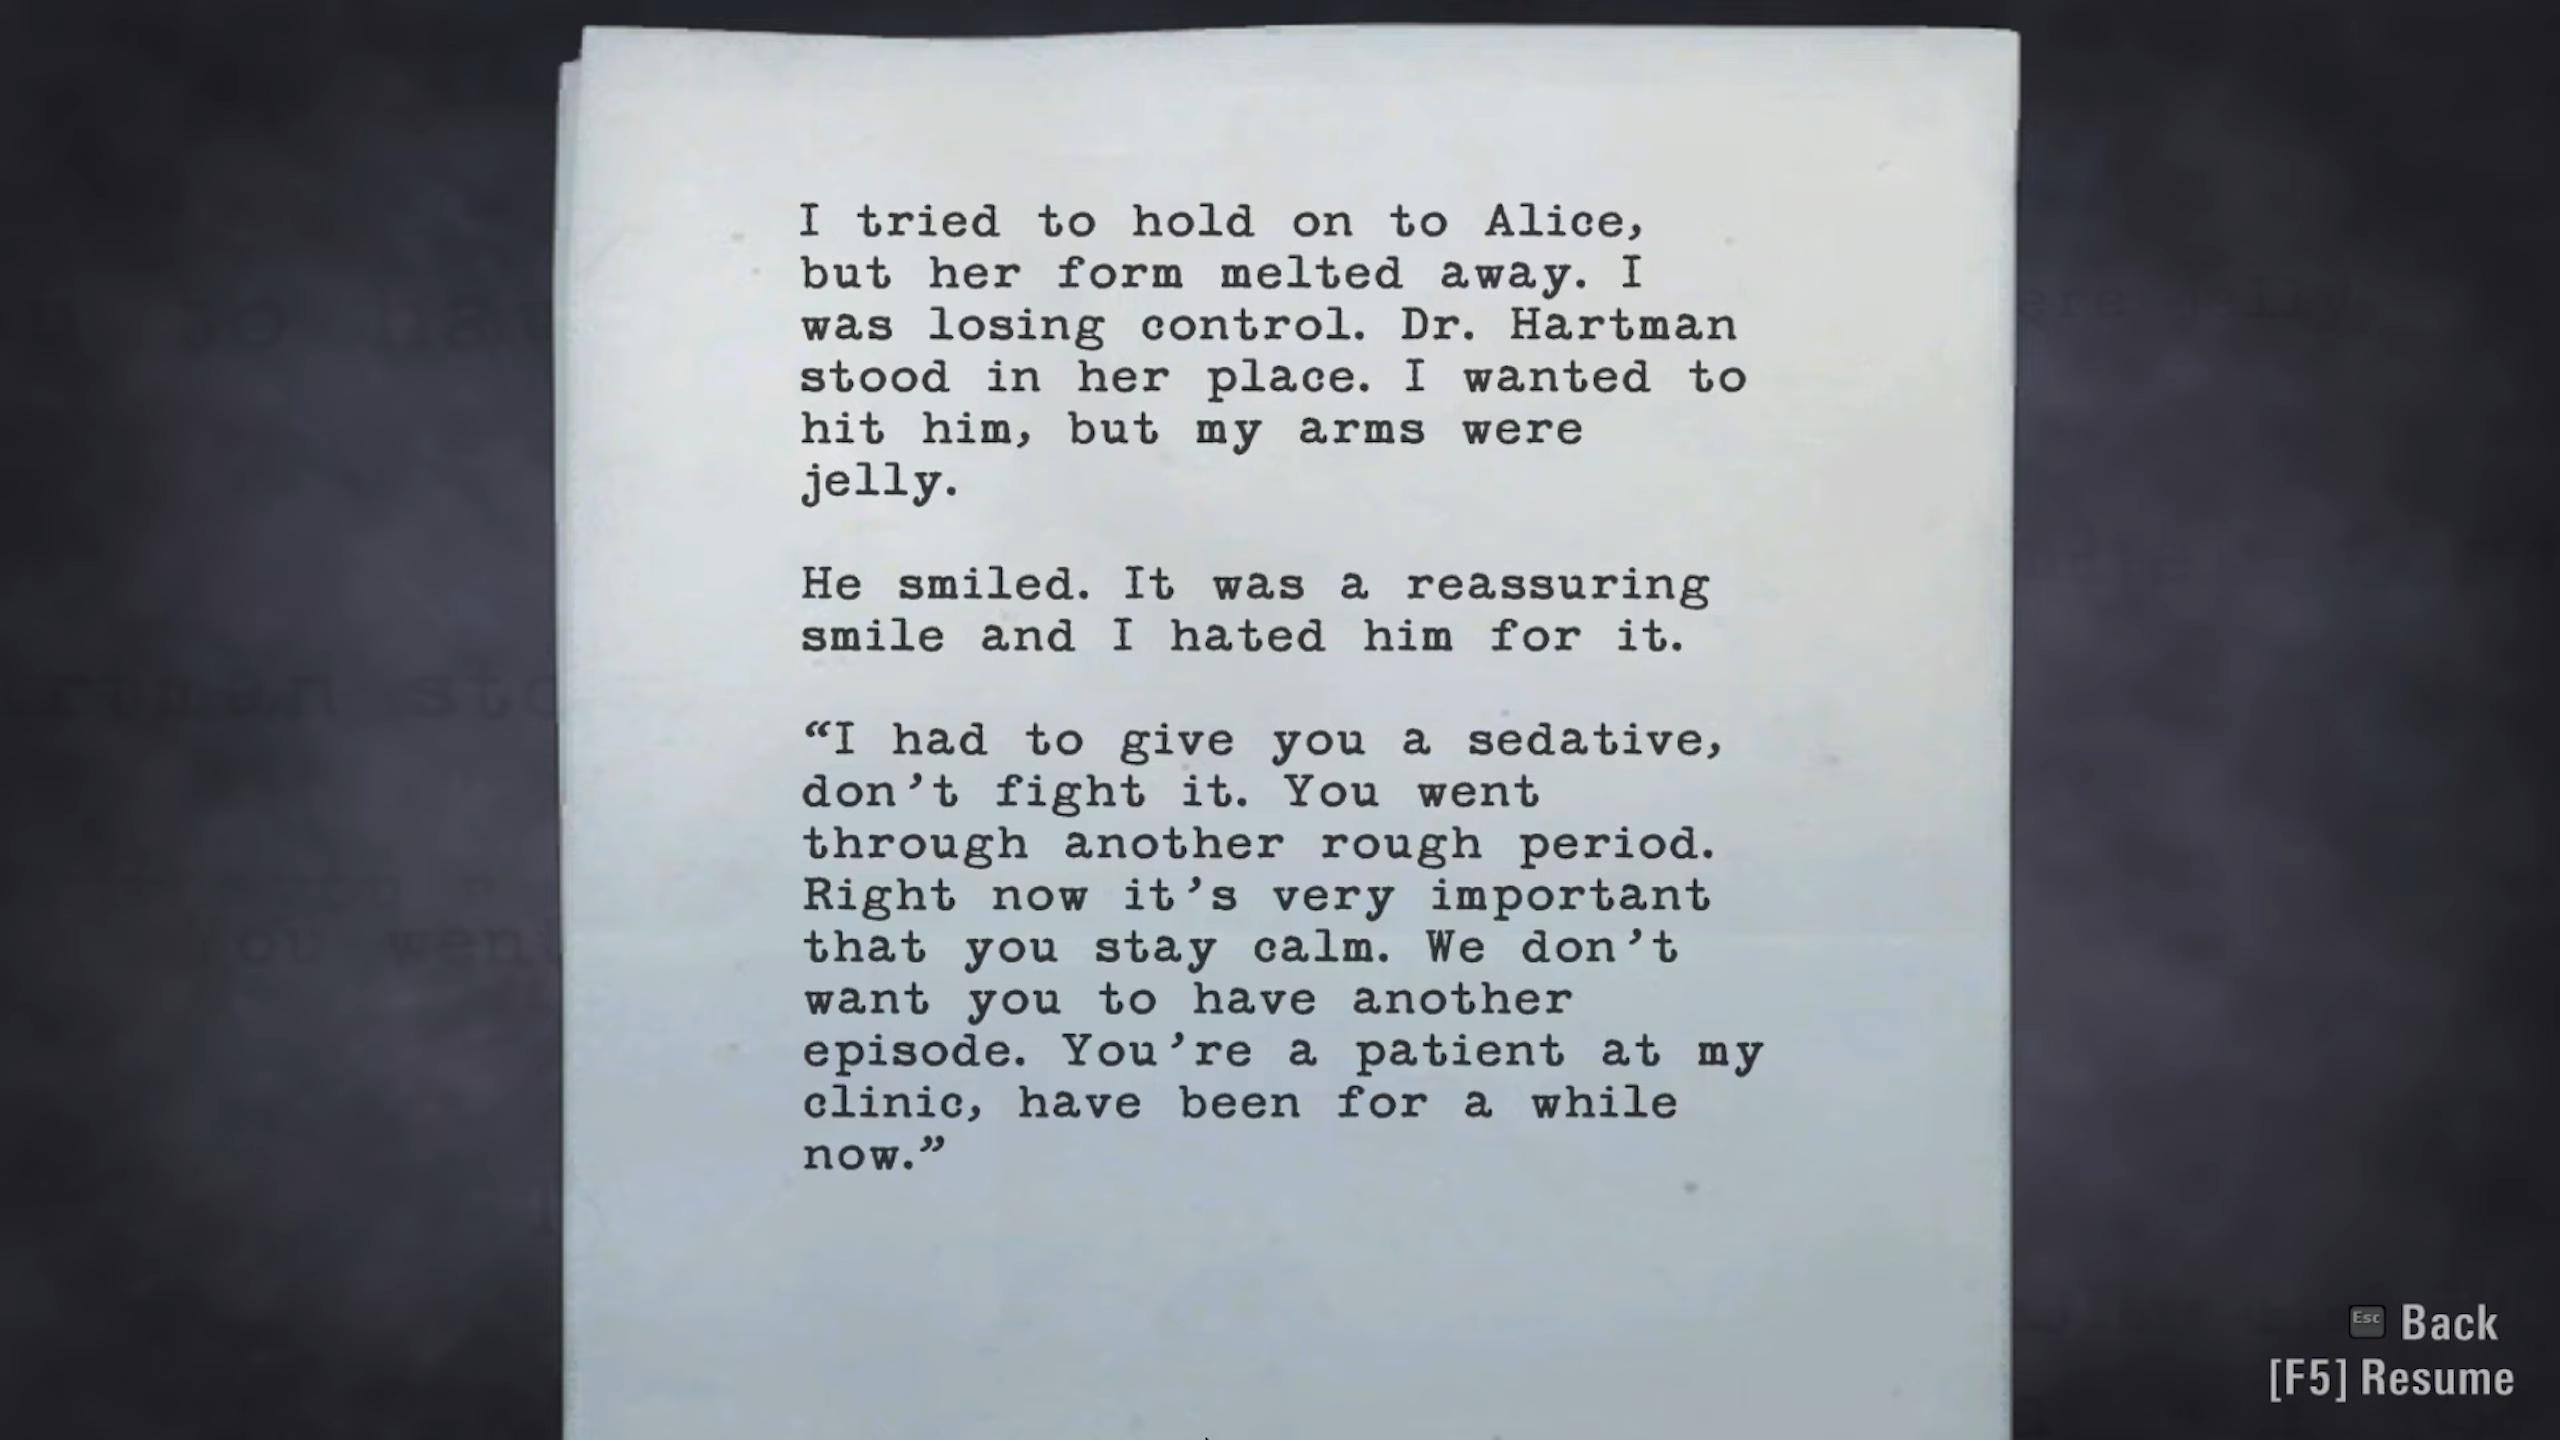 I tried to hold on to Alice,
but her form melted away. I
was losing control. Dr. Hartman
stood in her place. I wanted to
hit him, but my arms were
jelly.
He smiled. It was a reassuring
smile and I hated him for it.
“I had to give you a sedative,
don’t fight it. You went
through another rough period.
Right now it’s very important
that you stay calm. We don’t
want you to have another
episode. You’re a patient at my
clinic, have been for a while
now.”
Esc Back
[F5] Resume